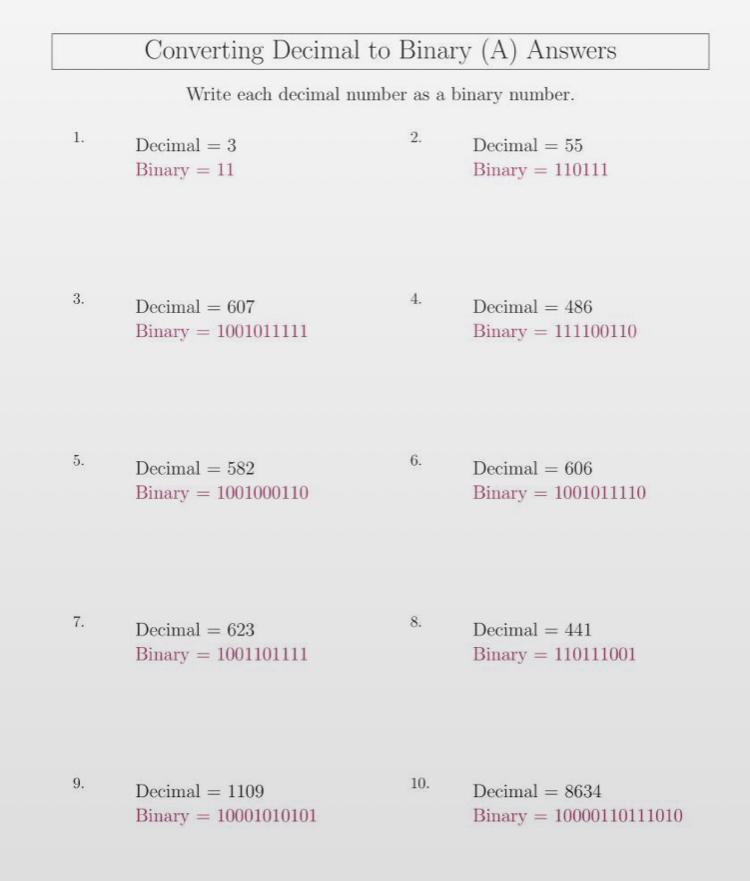 Converting Decimal to Binary (A) Answers
Write each decimal number as a binary number.
1. Decimal = 3
Binary = 11
2. Decimal = 55
Binary = 110111
3. Decimal = 607
Binary = 1001011111
4. Decimal = 486
Binary = 111100110
5. Decimal = 582
Binary = 1001000110
6. Decimal = 606
Binary = 1001011110
7. Decimal = 623
Binary = 1001101111
8. Decimal = 441
Binary = 110111001
9. Decimal = 1109
Binary = 10001010101
10. Decimal = 8634
Binary = 10000110111010